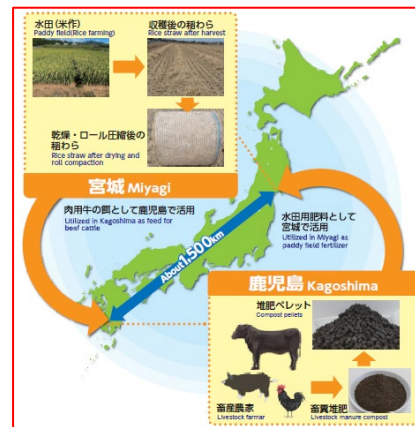 水田(米作)
Paddy field(Rice farming)
収穫後の稲わら
Rice straw after harvest
乾燥・ロール圧縮後の
稲わら
Rice straw after drying and
roll compaction
宮城 Miyagi
肉用牛の餌として鹿児島で活用
Utilized in Kagoshima as feed for
beef cattle
About1,500km
水田用肥料として
宮城で活用
Utilized in Miyagi as
paddy field fertilizer
鹿児島 Kagoshima
堆肥ペレット
Compost pellets
畜産農家
Livestock farmar
畜糞堆肥
Livestock manure compost